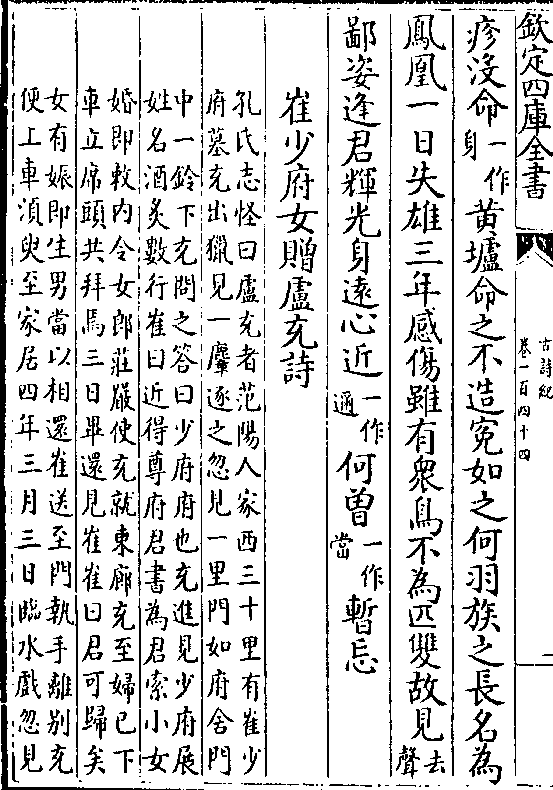 欽定四庫全書
古詩紀
卷一百四十四
一
疹没命一作身黄壚命之不造冤如之何羽族之長名為
鳳凰一日失雄三年感傷雖有衆鳥不為匹雙故見去聲
鄙姿逢君輝光身遠心近一作邇何曾一作當暫忘
崔少府女贈盧充詩
孔氏志怪曰盧充者范陽人家西三十里有崔少
府墓充出獵見一麞逐之忽見一里門如府舍門
中一鈴下充問之答曰少府府也充進見少府展
姓名酒炙數行崔曰近得尊府君書為君索小女
婚即敕内令女郎莊嚴使充就東廊充至婦已下
車立席頭共拜焉三日畢還見崔崔曰君可歸矣
女有娠即生男當以相還崔送至門執手離别充
便上車湏臾至家居四年三月三日臨水戲忽見